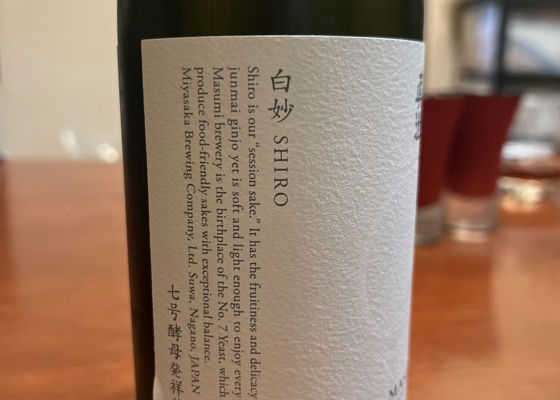 白妙 SHIRO
Shiro is our "session sake." It has the fruitiness and delicacy
junmai ginjo yet is soft and light enough to enjoy every
Masumi brewery is the birthplace of the No. 7 Yeast, which
produce food-friendly sakes with exceptional balance.
Miyasaka Brewing Company, Ltd. Suwa, Nagano, JAPAN
七号酵母発祥